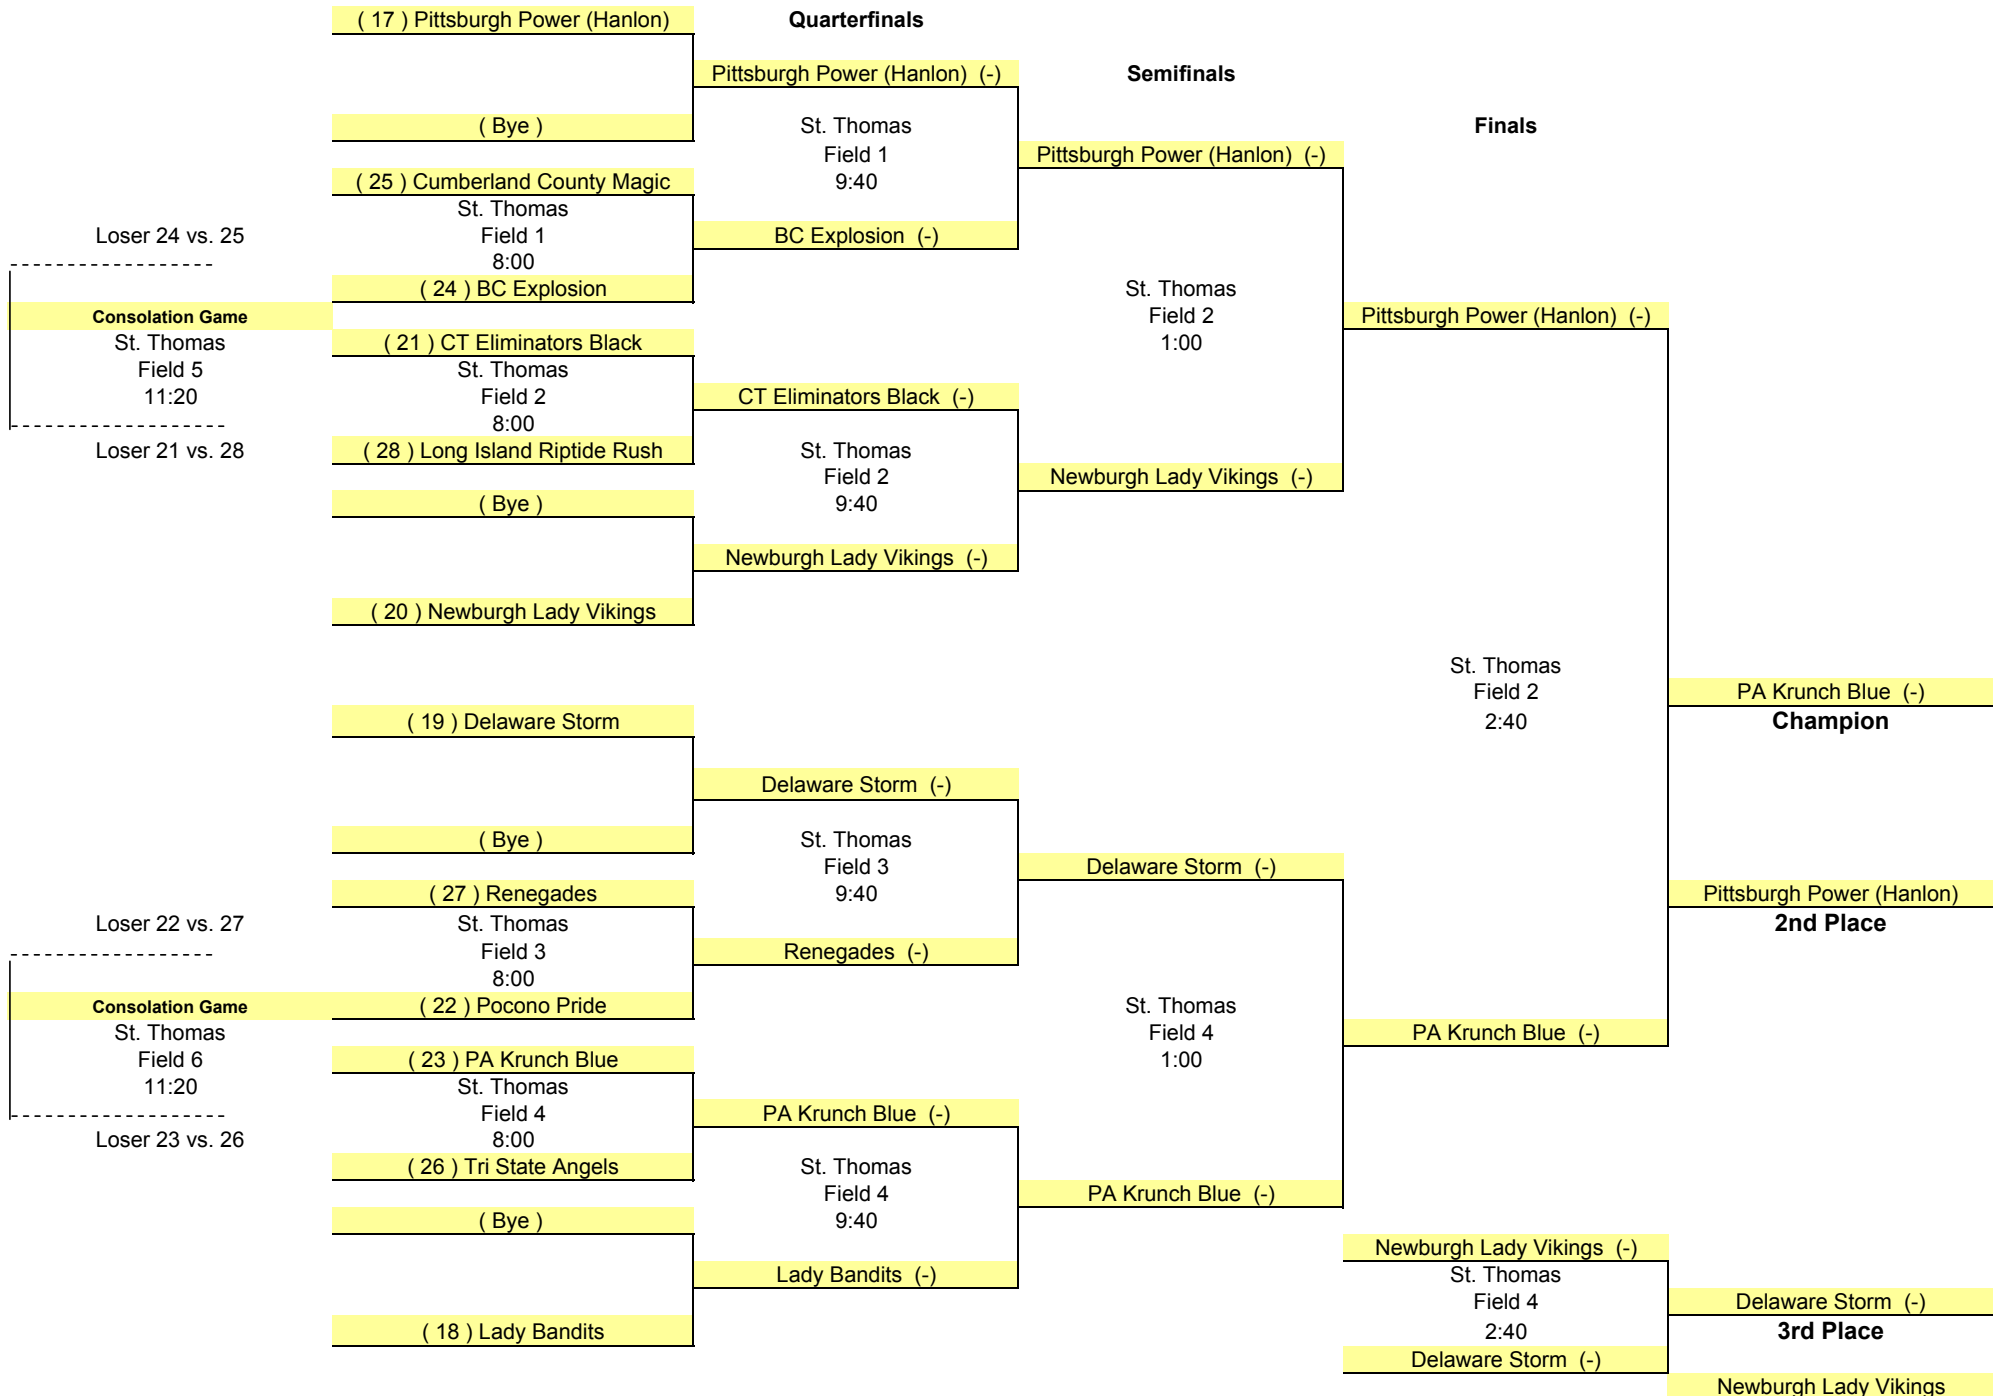 ( 17 ) Pittsburgh Power (Hanlon)
Quarterfinals
Pittsburgh Power (Hanlon) (-)
Semifinals
( Bye )
St. Thomas
Finals
Field 1
Pittsburgh Power (Hanlon) (-)
( 25 ) Cumberland County Magic
9:40
St. Thomas
Loser 24 vs. 25
Field 1
BC Explosion (-)
8:00
( 24 ) BC Explosion
St. Thomas
Consolation Game
Field 2
Pittsburgh Power (Hanlon) (-)
St. Thomas
( 21 ) CT Eliminators Black
1:00
Field 5
St. Thomas
11:20
Field 2
CT Eliminators Black (-)
8:00
Loser 21 vs. 28
( 28 ) Long Island Riptide Rush
St. Thomas
Field 2
Newburgh Lady Vikings (-)
( Bye )
9:40
Newburgh Lady Vikings (-)
( 20 ) Newburgh Lady Vikings
St. Thomas
Field 2
PA Krunch Blue (-)
( 19 ) Delaware Storm
2:40
Champion
Delaware Storm (-)
( Bye )
St. Thomas
Field 3
Delaware Storm (-)
( 27 ) Renegades
9:40
Pittsburgh Power (Hanlon)
Loser 22 vs. 27
St. Thomas
2nd Place
Field 3
Renegades (-)
8:00
Consolation Game
( 22 ) Pocono Pride
St. Thomas
St. Thomas
Field 4
PA Krunch Blue (-)
Field 6
( 23 ) PA Krunch Blue
1:00
11:20
St. Thomas
Field 4
PA Krunch Blue (-)
Loser 23 vs. 26
8:00
( 26 ) Tri State Angels
St. Thomas
Field 4
PA Krunch Blue (-)
( Bye )
9:40
Newburgh Lady Vikings (-)
Lady Bandits (-)
St. Thomas
Field 4
Delaware Storm (-)
( 18 ) Lady Bandits
2:40
3rd Place
Delaware Storm (-)
Newburgh Lady Vikings